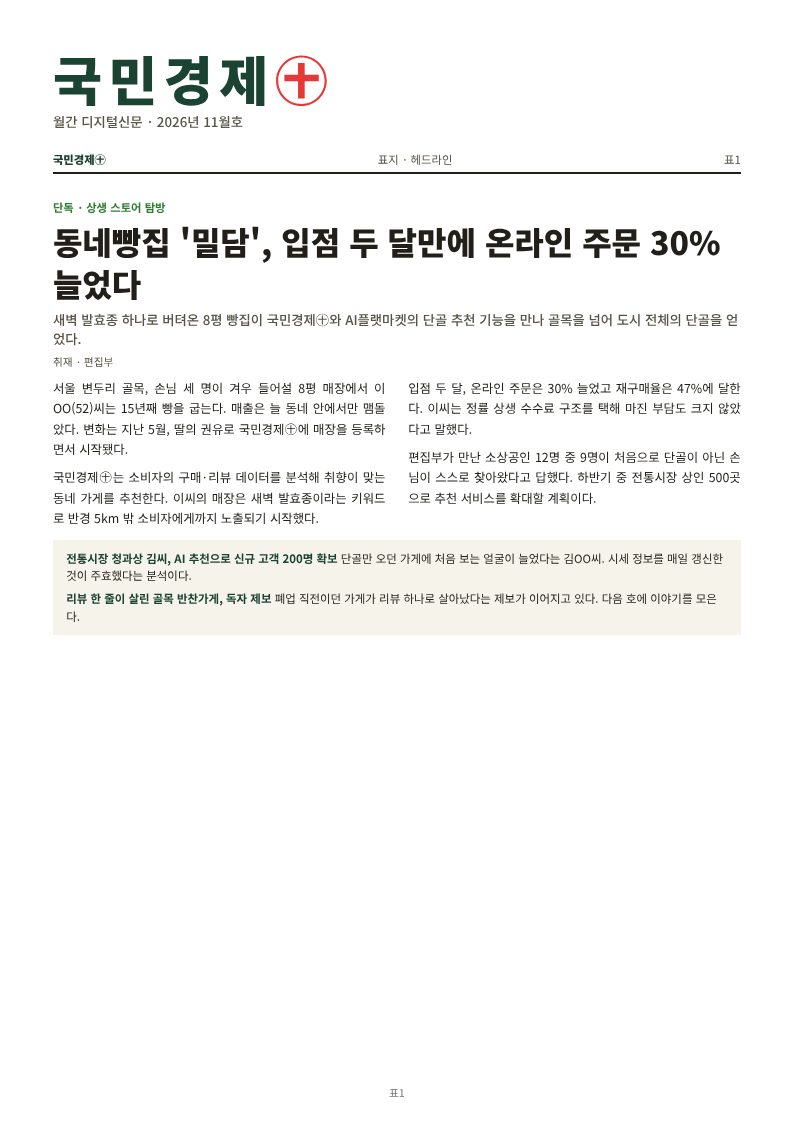 국민경제㊉
월간 디지털신문 · 2026년 11월호
국민경제㊉
표지 · 헤드라인
표1
단독 · 상생 스토어 탐방
동네빵집 '밀담', 입점 두 달만에 온라인 주문 30%
늘었다
새벽 발효종 하나로 버텨온 8평 빵집이 국민경제㊉와 AI플랫마켓의 단골 추천 기능을 만나 골목을 넘어 도시 전체의 단골을 얻
었다.
취재 · 편집부
서울 변두리 골목, 손님 세 명이 겨우 들어설 8평 매장에서 이
OO(52)씨는 15년째 빵을 굽는다. 매출은 늘 동네 안에서만 맴돌
았다. 변화는 지난 5월, 딸의 권유로 국민경제㊉에 매장을 등록하
면서 시작됐다.
국민경제㊉는 소비자의 구매·리뷰 데이터를 분석해 취향이 맞는
동네 가게를 추천한다. 이씨의 매장은 새벽 발효종이라는 키워드
로 반경 5km 밖 소비자에게까지 노출되기 시작했다.
입점 두 달, 온라인 주문은 30% 늘었고 재구매율은 47%에 달한
다. 이씨는 정률 상생 수수료 구조를 택해 마진 부담도 크지 않았
다고 말했다.
편집부가 만난 소상공인 12명 중 9명이 처음으로 단골이 아닌 손
님이 스스로 찾아왔다고 답했다. 하반기 중 전통시장 상인 500곳
으로 추천 서비스를 확대할 계획이다.
전통시장 청과상 김씨, AI 추천으로 신규 고객 200명 확보 단골만 오던 가게에 처음 보는 얼굴이 늘었다는 김OO씨. 시세 정보를 매일 갱신한
것이 주효했다는 분석이다.
리뷰 한 줄이 살린 골목 반찬가게, 독자 제보 폐업 직전이던 가게가 리뷰 하나로 살아났다는 제보가 이어지고 있다. 다음 호에 이야기를 모은
다.
표1